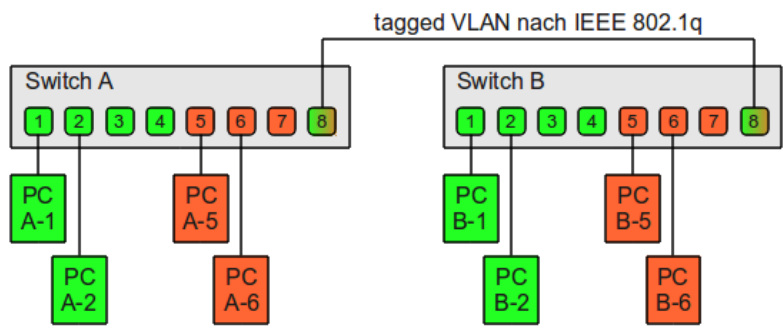 tagged VLAN nach IEEE 802.1q
Switch A
1 2 3 4 5 6 7 8
PC
A-1
PC
A-2
PC
A-5
PC
A-6
Switch B
1 2 3 4 5 6 7 8
PC
B-1
PC
B-2
PC
B-5
PC
B-6